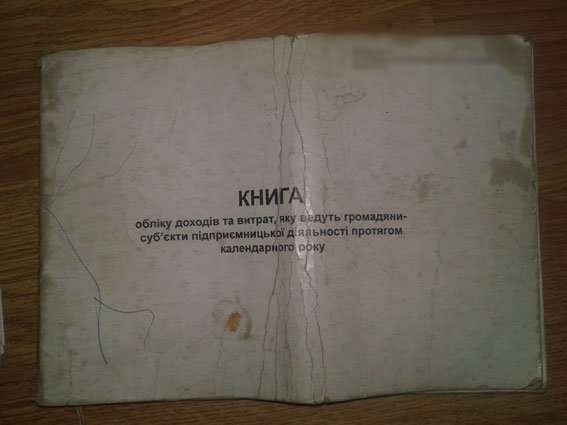 КНИГА
обліку доходів та витрат, яку ведуть громадяни-
суб'єкти підприємницької діяльності протягом
календарного року